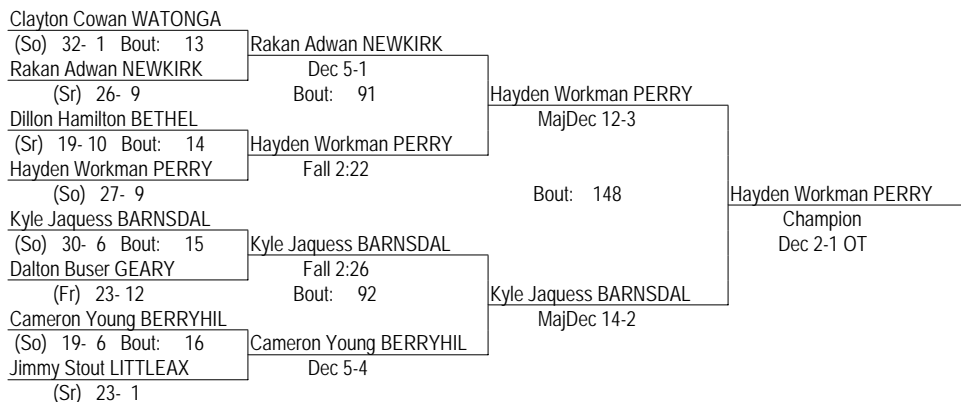 Clayton Cowan WATONGA
(So) 32- 1 Bout: 13
Rakan Adwan NEWKIRK
Rakan Adwan NEWKIRK
Dec 5-1
(Sr) 26- 9
Bout: 91
Hayden Workman PERRY
Dillon Hamilton BETHEL
MajDec 12-3
(Sr) 19- 10 Bout: 14
Hayden Workman PERRY
Hayden Workman PERRY
Fall 2:22
(So) 27- 9
Bout: 148
Hayden Workman PERRY
Kyle Jaquess BARNSDAL
Champion
(So) 30- 6 Bout: 15
Kyle Jaquess BARNSDAL
Dec 2-1 OT
Dalton Buser GEARY
Fall 2:26
(Fr) 23- 12
Bout: 92
Kyle Jaquess BARNSDAL
Cameron Young BERRYHIL
MajDec 14-2
(So) 19- 6 Bout: 16
Cameron Young BERRYHIL
Jimmy Stout LITTLEAX
Dec 5-4
(Sr) 23- 1